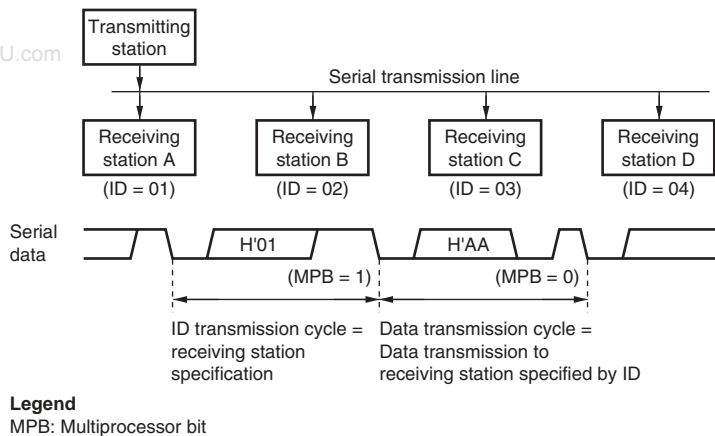 Transmitting
station
U.com
Serial transmission line
Receiving
station A
Receiving
station B
Receiving
station C
Receiving
station D
(ID = 01)
(ID = 02)
(ID = 03)
(ID = 04)
Serial
data
H'01
H'AA
(MPB = 1)
(MPB = 0)
ID transmission cycle =
receiving station
specification
Data transmission cycle =
Data transmission to
receiving station specified by ID
Legend
MPB: Multiprocessor bit